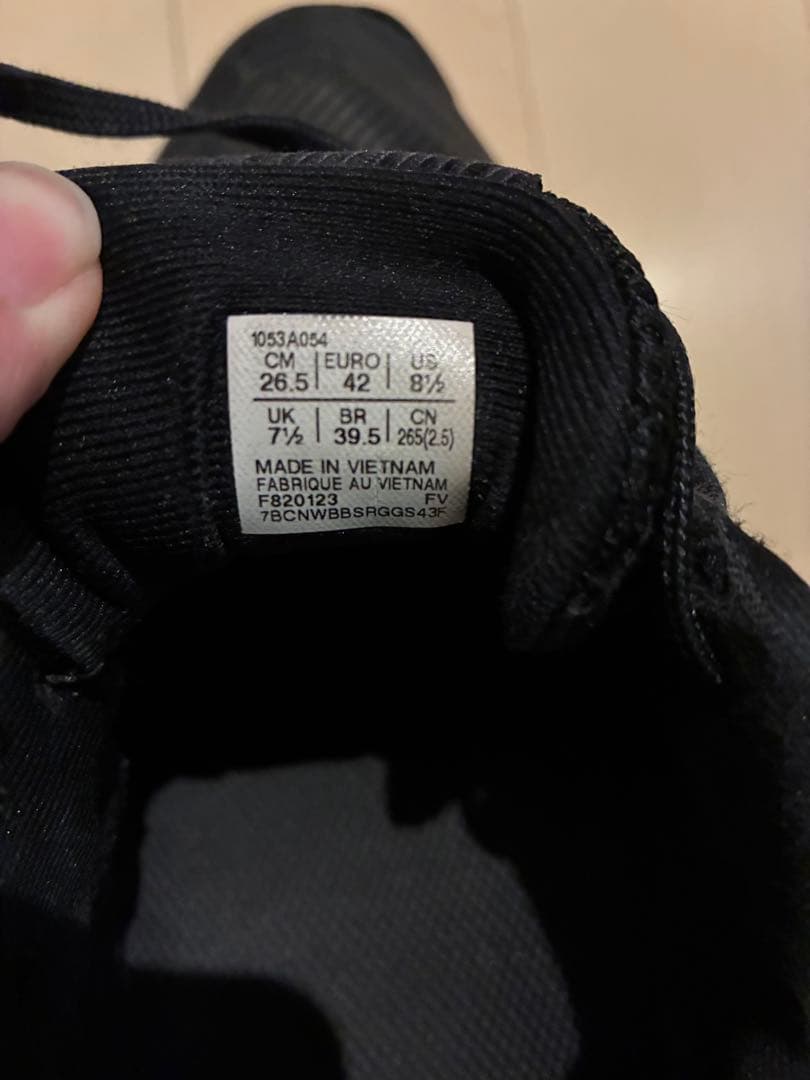 1053A054
CM | EURO | US
26.5 | 42 | 8½
UK | BR | CN
7½ | 39.5 | 265(2.5)
MADE IN VIETNAM
FABRIQUE AU VIETNAM
F820123 FV
7BCNWBBSRGGS43F